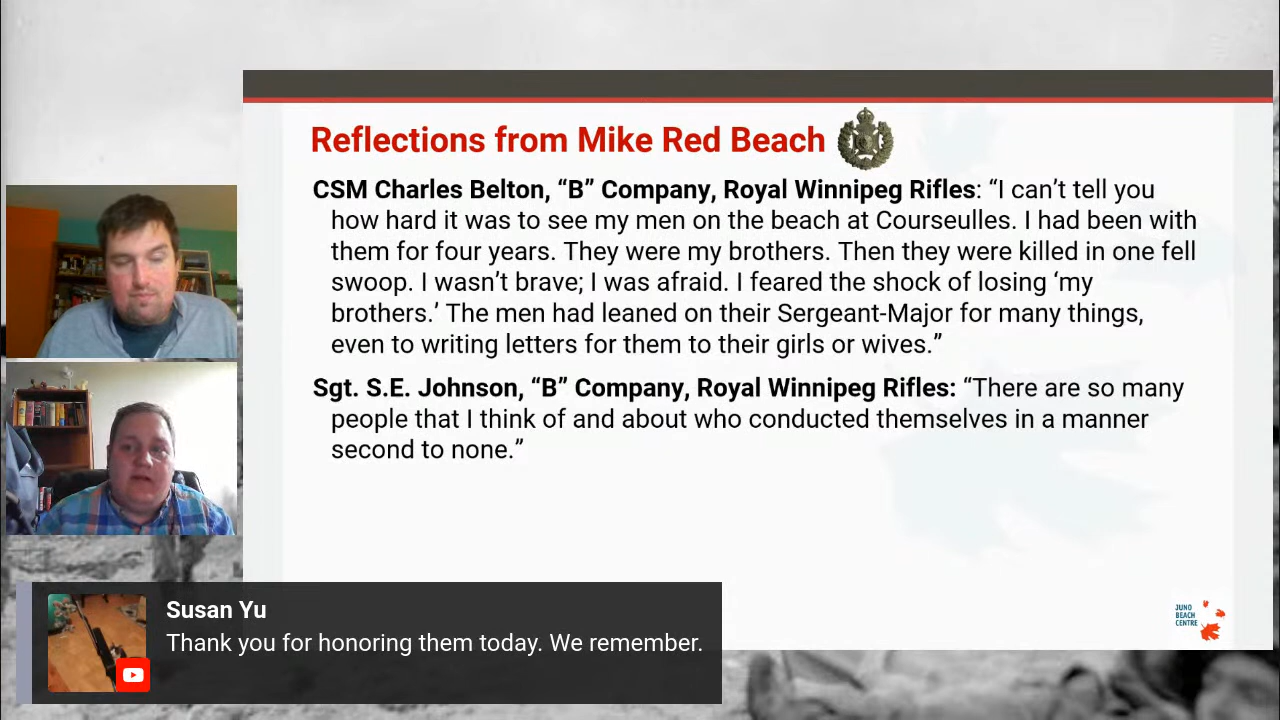 Reflections from Mike Red Beach
CSM Charles Belton, “B” Company, Royal Winnipeg Rifles: “I can’t tell you
how hard it was to see my men on the beach at Courseulles. I had been with
them for four years. They were my brothers. Then they were killed in one fell
swoop. I wasn’t brave; I was afraid. I feared the shock of losing ‘my
brothers.’ The men had leaned on their Sergeant-Major for many things,
even to writing letters for them to their girls or wives.”
Sgt. S.E. Johnson, “B” Company, Royal Winnipeg Rifles: “There are so many
people that I think of and about who conducted themselves in a manner
second to none.”
JUNO
BEACH
CENTRE
Susan Yu
Thank you for honoring them today. We remember.